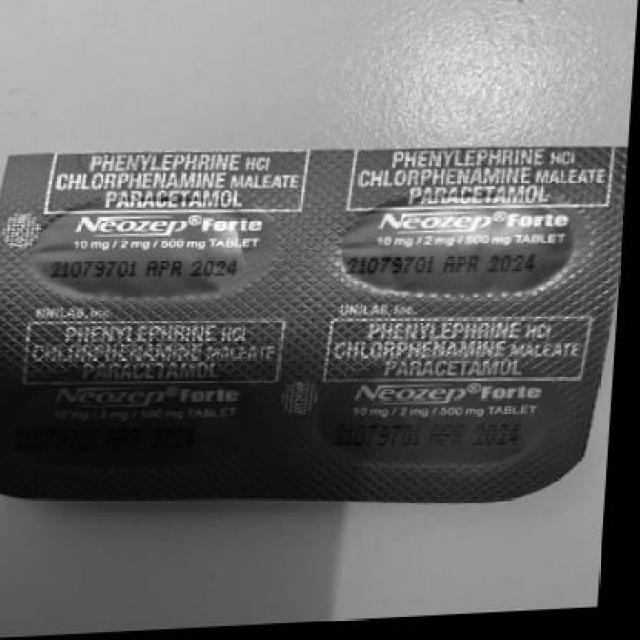 PHENYLEPHRINE HCl
CHLORPHENAMINE MALEATE
PARACETAMOL
Neozep® Forte
10 mg / 2 mg / 500 mg TABLET
21079701 APR 2024
PHENYLEPHRINE HCl
CHLORPHENAMINE MALEATE
PARACETAMOL
Neozep® Forte
10 mg / 2 mg / 500 mg TABLET
21079701 APR 2024
UNILAB, Inc.
PHENYLEPHRINE HCl
CHLORPHENAMINE MALEATE
PARACETAMOL
Neozep® Forte
10 mg / 2 mg / 500 mg TABLET
21079701 APR 2024
UNILAB, Inc.
PHENYLEPHRINE HCl
CHLORPHENAMINE MALEATE
PARACETAMOL
Neozep® Forte
10 mg / 2 mg / 500 mg TABLET
21079701 APR 2024